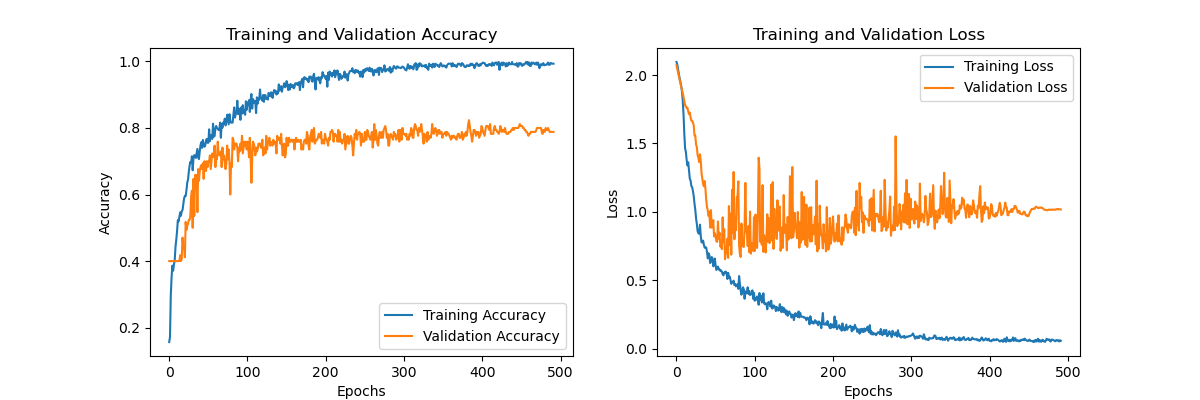 Training and Validation Accuracy
1.0
0.8
0.6
0.4
0.2
Accuracy
0
100
200
300
400
500
Epochs
Training Accuracy
Validation Accuracy
Training and Validation Loss
2.0
1.5
1.0
0.5
0.0
Loss
0
100
200
300
400
500
Epochs
Training Loss
Validation Loss